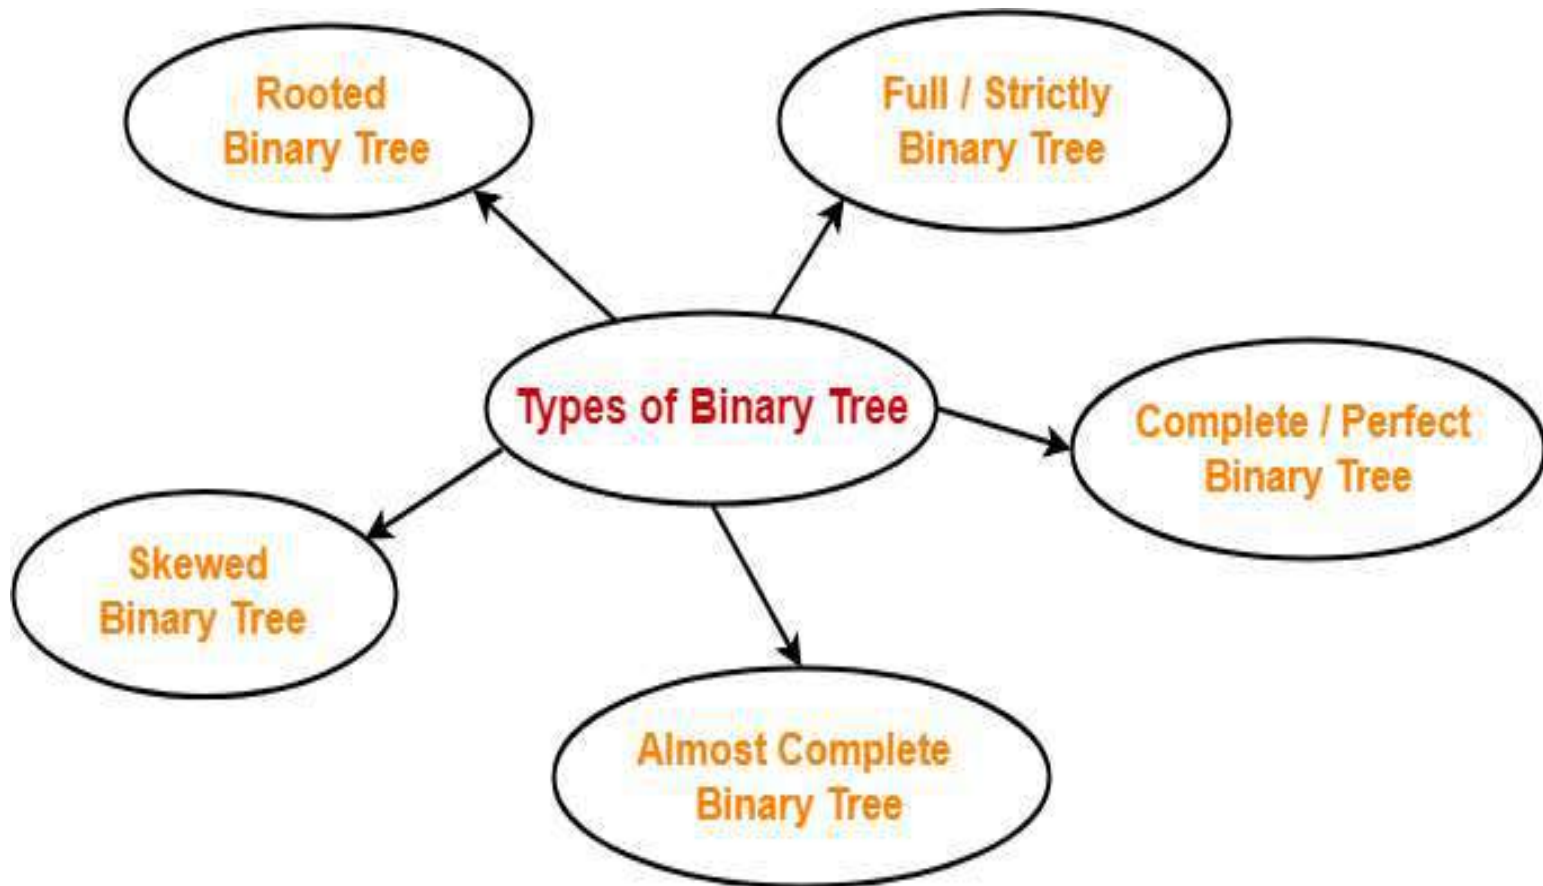 Rooted
Binary Tree
Full / Strictly
Binary Tree
Types of Binary Tree
Complete / Perfect
Binary Tree
Skewed
Binary Tree
Almost Complete
Binary Tree